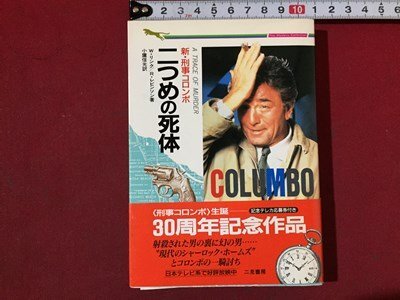 A TRACE OF MURDER
新・刑事コロンボ
二つめの死体
W・リンク/R・レビンソン著
小鷹信光訳
COLUMBO
《刑事コロンボ》生誕
記念テレカ応募券付き
30周年記念作品
射殺された男の裏に幻の男……
"現代のシャーロック・ホームズ"
とコロンボの一騎討ち
日本テレビ系で好評放映中
二見書房
10